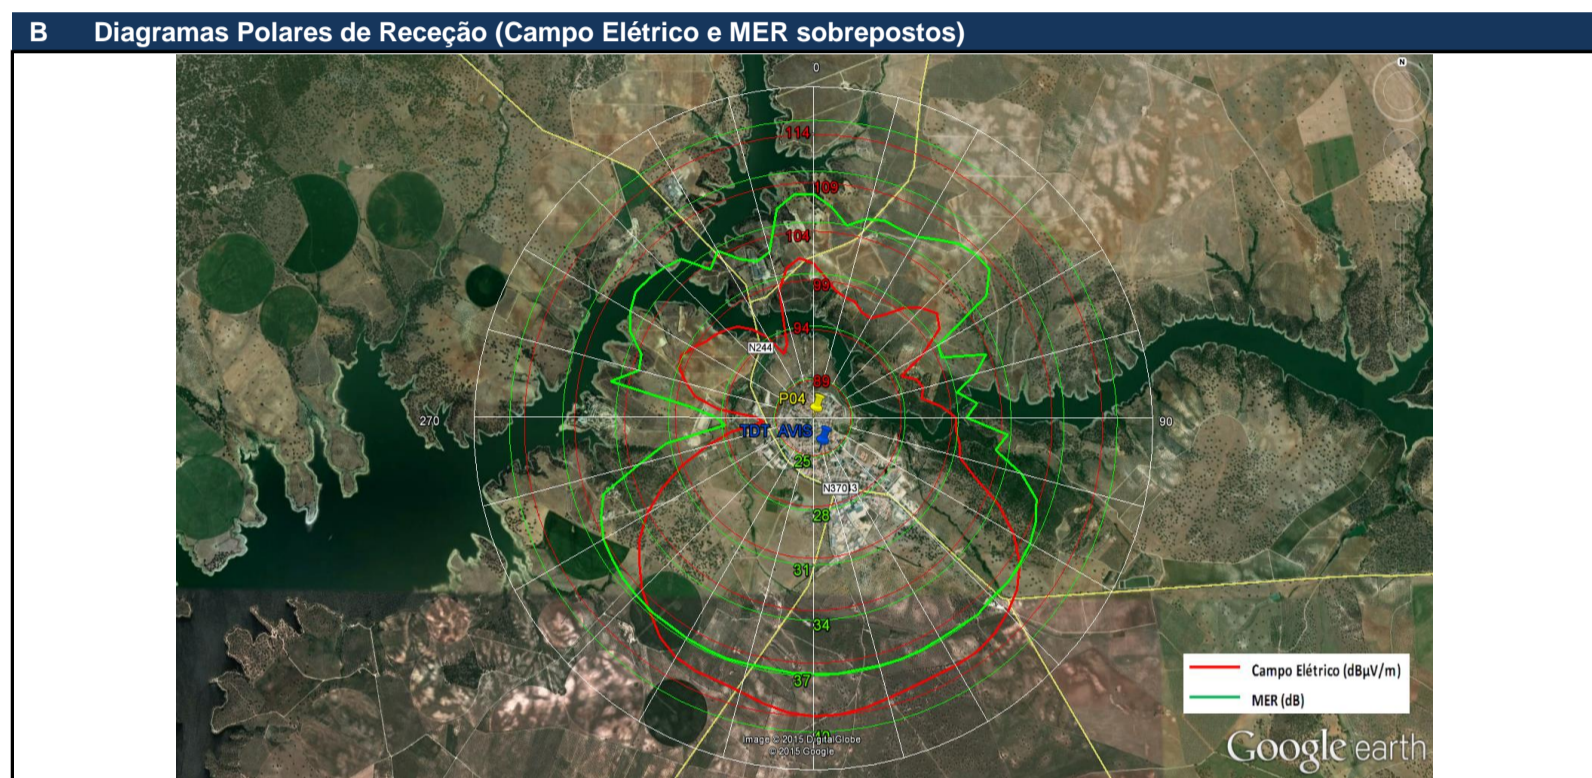 B Diagramas Polares de Receção (Campo Elétrico e MER sobrepostos)
N
0
114
109
104
99
94
N244
89
P04
270
90
TDT AVIS
25
N370
28
31
34
37
40
Campo Elétrico (dBµV/m)
MER (dB)
Image © 2015 DigitalGlobe
© 2015 Google
Google earth